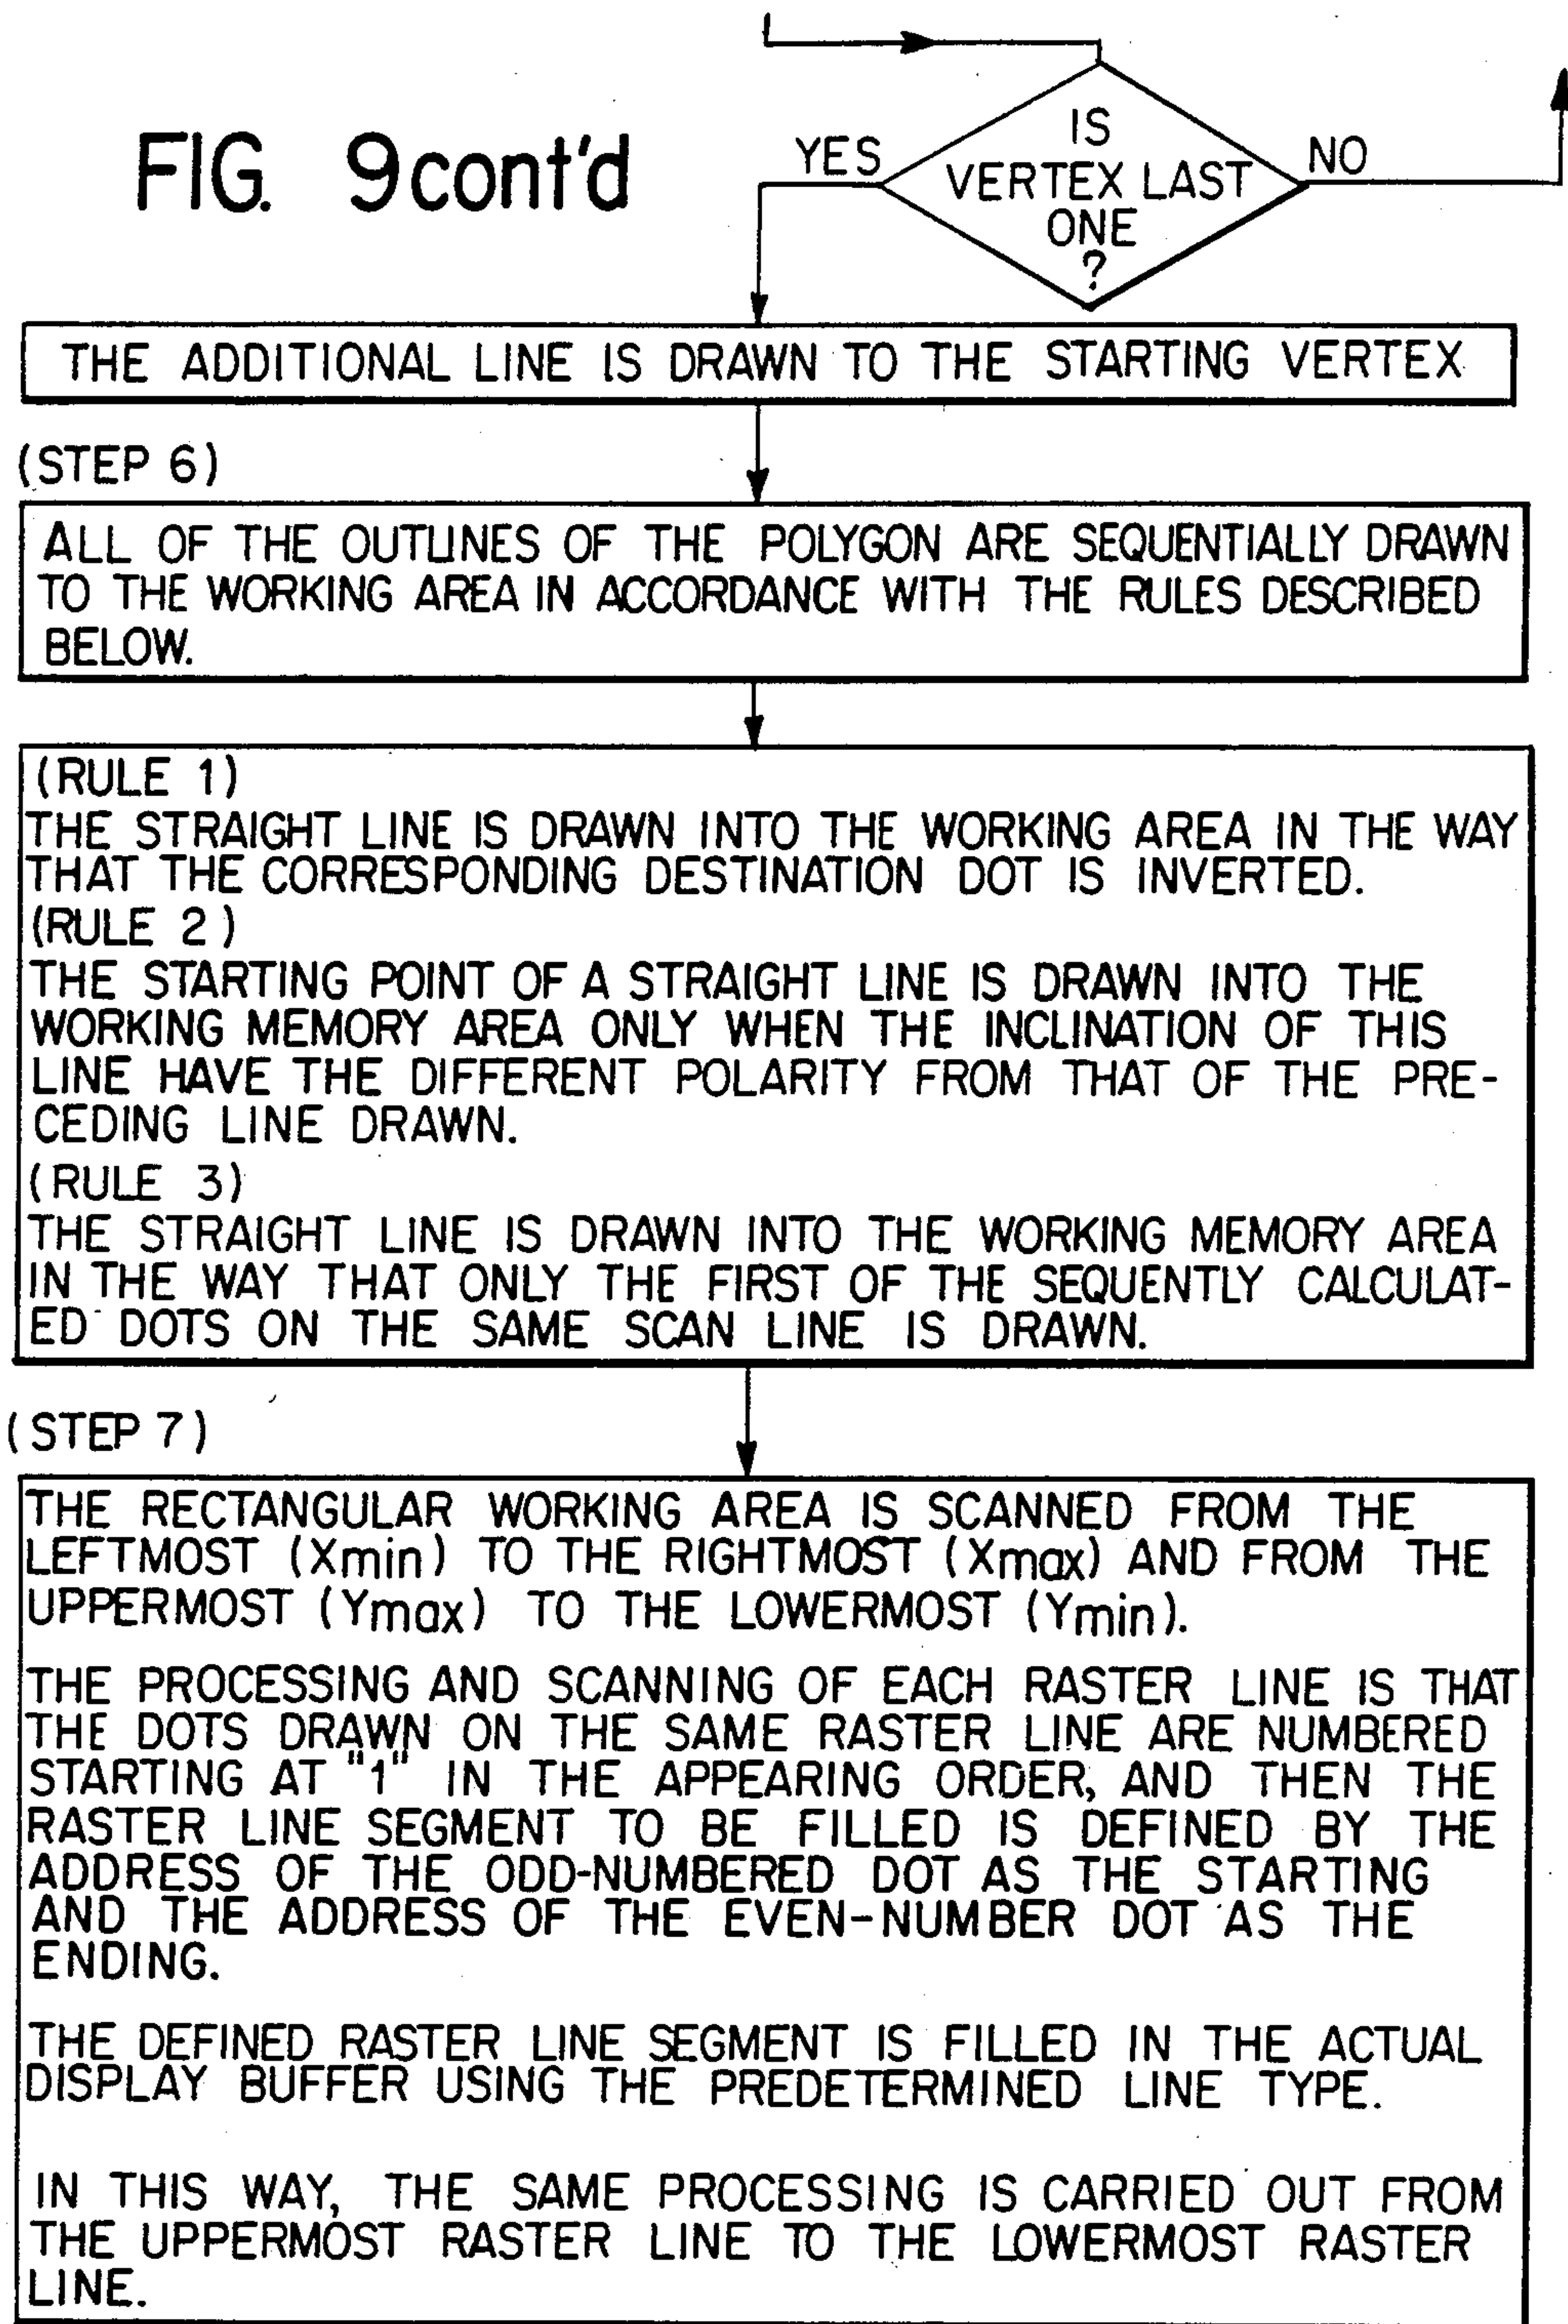 FIG. 9 cont'd
IS
VERTEX LAST
ONE
?
YES
NO
THE ADDITIONAL LINE IS DRAWN TO THE STARTING VERTEX
(STEP 6)
ALL OF THE OUTLINES OF THE POLYGON ARE SEQUENTIALLY DRAWN
TO THE WORKING AREA IN ACCORDANCE WITH THE RULES DESCRIBED
BELOW.
(RULE 1)
THE STRAIGHT LINE IS DRAWN INTO THE WORKING AREA IN THE WAY
THAT THE CORRESPONDING DESTINATION DOT IS INVERTED.
(RULE 2)
THE STARTING POINT OF A STRAIGHT LINE IS DRAWN INTO THE
WORKING MEMORY AREA ONLY WHEN THE INCLINATION OF THIS
LINE HAVE THE DIFFERENT POLARITY FROM THAT OF THE PRE-
CEDING LINE DRAWN.
(RULE 3)
THE STRAIGHT LINE IS DRAWN INTO THE WORKING MEMORY AREA
IN THE WAY THAT ONLY THE FIRST OF THE SEQUENTLY CALCULAT-
ED DOTS ON THE SAME SCAN LINE IS DRAWN.
(STEP 7)
THE RECTANGULAR WORKING AREA IS SCANNED FROM THE
LEFTMOST (Xmin) TO THE RIGHTMOST (Xmax) AND FROM THE
UPPERMOST (Ymax) TO THE LOWERMOST (Ymin).
THE PROCESSING AND SCANNING OF EACH RASTER LINE IS THAT
THE DOTS DRAWN ON THE SAME RASTER LINE ARE NUMBERED
STARTING AT "1" IN THE APPEARING ORDER, AND THEN THE
RASTER LINE SEGMENT TO BE FILLED IS DEFINED BY THE
ADDRESS OF THE ODD-NUMBERED DOT AS THE STARTING
AND THE ADDRESS OF THE EVEN-NUMBER DOT AS THE
ENDING.
THE DEFINED RASTER LINE SEGMENT IS FILLED IN THE ACTUAL
DISPLAY BUFFER USING THE PREDETERMINED LINE TYPE.
IN THIS WAY, THE SAME PROCESSING IS CARRIED OUT FROM
THE UPPERMOST RASTER LINE TO THE LOWERMOST RASTER
LINE.